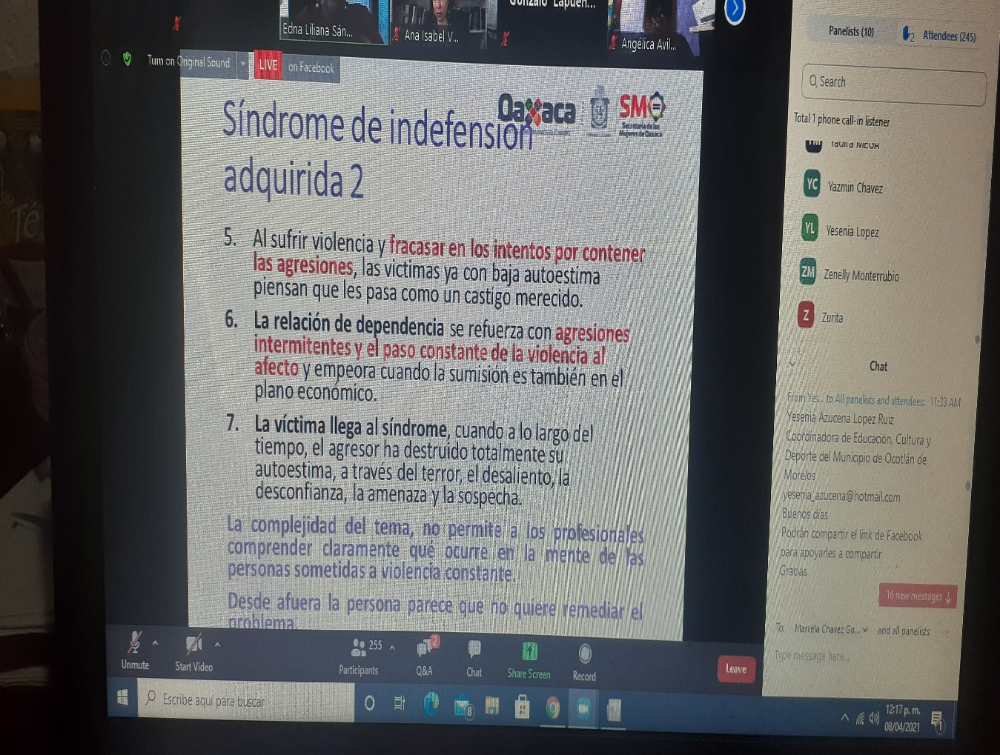 Edna Liliana Sán...
Ana Isabel V...
Gonzalo Lapuen...
Angélica Avil...
Turn on Original Sound
LIVE on Facebook
Oaxaca
SM
Secretaría de las
Mujeres de Oaxaca
Síndrome de indefensión
adquirida 2
5. Al sufrir violencia y fracasar en los intentos por contener
las agresiones, las víctimas ya con baja autoestima
piensan que les pasa como un castigo merecido.
6. La relación de dependencia se refuerza con agresiones
intermitentes y el paso constante de la violencia al
afecto y empeora cuando la sumisión es también en el
plano económico.
7. La víctima llega al síndrome, cuando a lo largo del
tiempo, el agresor ha destruido totalmente su
autoestima, a través del terror, el desaliento, la
desconfianza, la amenaza y la sospecha.
La complejidad del tema, no permite a los profesionales
comprender claramente qué ocurre en la mente de las
personas sometidas a violencia constante.
Desde afuera la persona parece que no quiere remediar el
problema.
Unmute
Start Video
255
Participants
2
Q&A
Chat
Share Screen
Record
Leave
Panelists (10)
2
Attendees (245)
Search
Total 1 phone call-in listener
YC Yazmin Chavez
YL Yesenia Lopez
ZM Zenelly Monterrubio
Z Zurita
Chat
From Yes... to All panelists and attendees: 11:33 AM
Yesenia Azucena Lopez Ruiz
Coordinadora de Educación, Cultura y
Deporte del Municipio de Ocotlán de
Morelos
yesenia_azucena@hotmail.com
Buenos días
Podrán compartir el link de Facebook
para apoyarles a compartir
Gracias
16 new messages
To: Marcela Chavez Go... and all panelists
Type message here...
Escribe aquí para buscar
8
12:17 p. m.
08/04/2021
1
Té